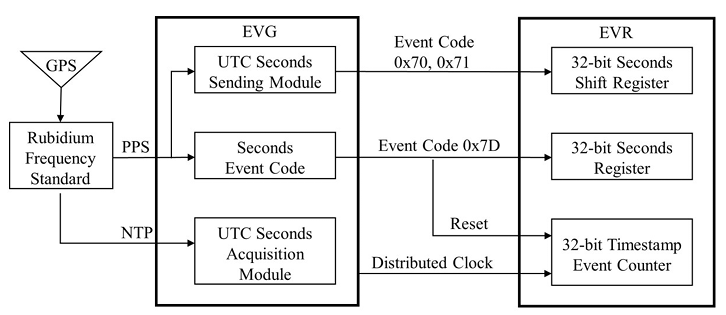 EVG
EVR
GPS
UTC Seconds
Sending Module
Event Code
0x70, 0x71
32-bit Seconds
Shift Register
Rubidium
Frequency
Standard
PPS
Seconds
Event Code
Event Code 0x7D
32-bit Seconds
Register
NTP
UTC Seconds
Acquisition
Module
Reset
Distributed Clock
32-bit Timestamp
Event Counter